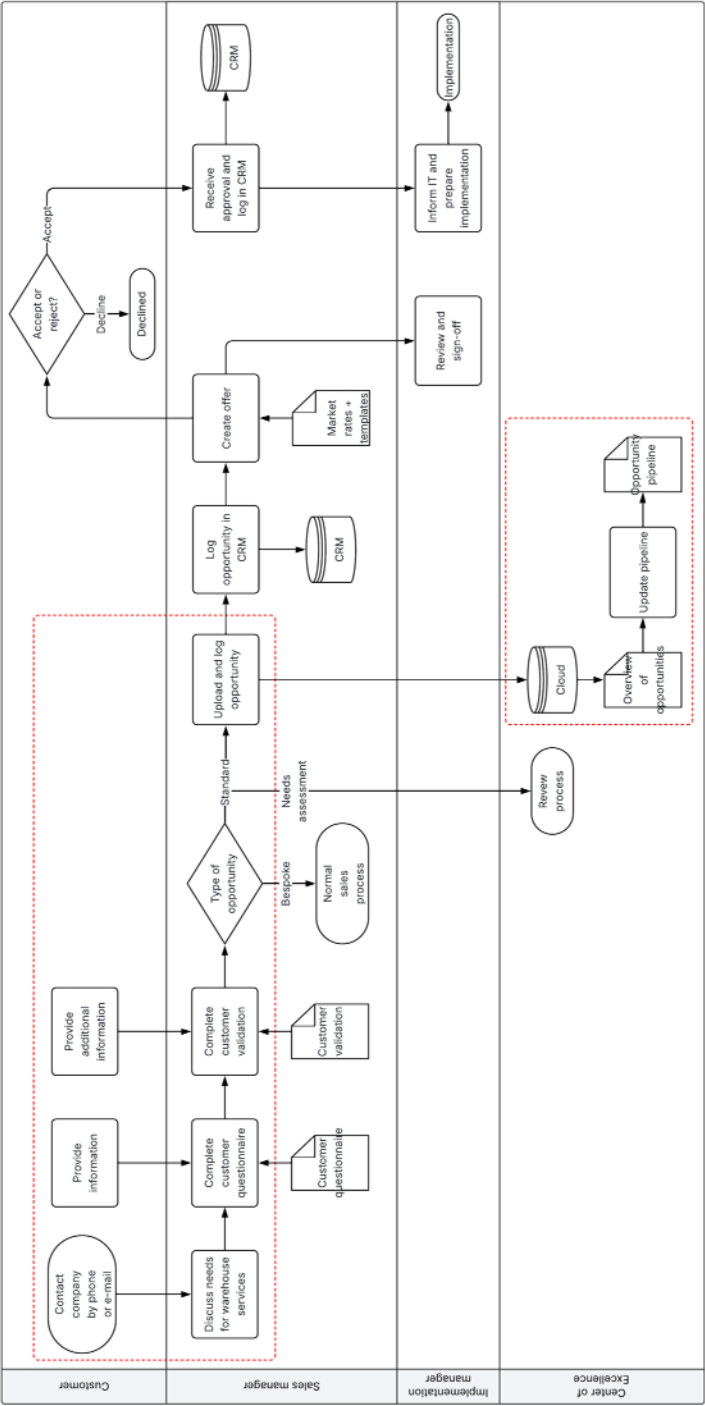 Customer
Contact
company
by phone
or e-mail
Provide
information
Provide
additional
information
Accept or
reject?
Accept
Decline
Declined
Sales manager
Discuss needs
for warehouse
services
Complete
customer
questionnaire
Customer
questionnaire
Complete
customer
validation
Customer
validation
Type of
opportunity
Bespoke
Normal
sales
process
Standard
Needs
assessment
Upload and log
opportunity
Log
opportunity in
CRM
CRM
Create offer
Market
rates +
templates
Receive
approval and
log in CRM
CRM
Implementation
manager
Review and
sign-off
Inform IT and
prepare
implementation
Implementation
Center of
Excellence
Revew
process
Cloud
Overview
of
opportunities
Update pipeline
Opportunity
pipeline